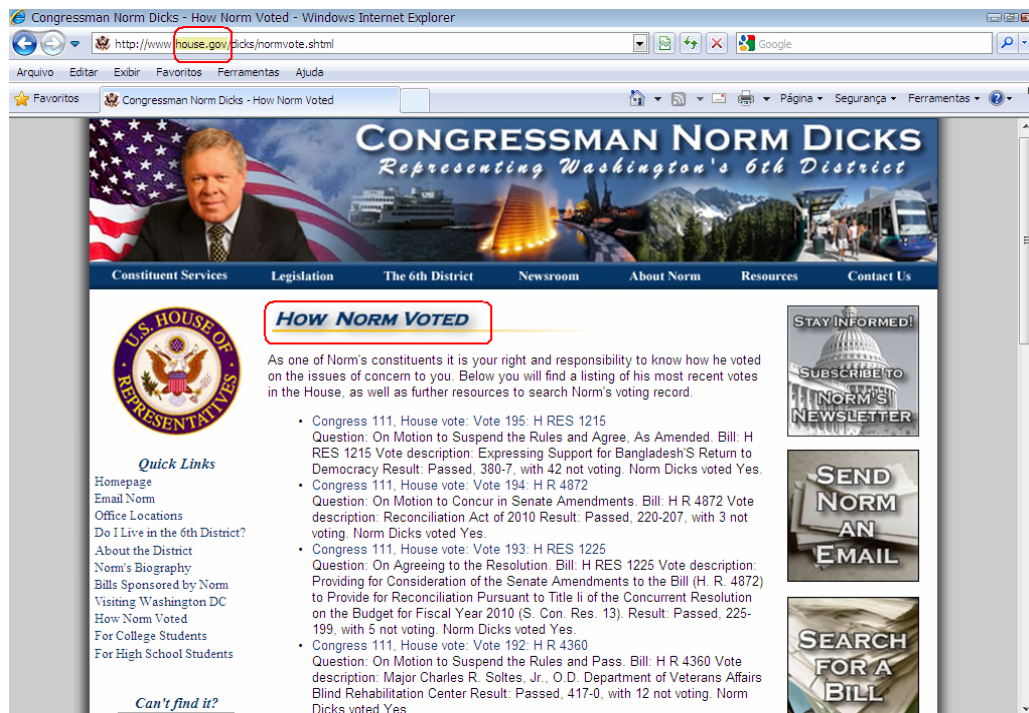 Congressman Norm Dicks - How Norm Voted - Windows Internet Explorer
http://www.house.gov/dicks/normvote.shtml
Google
Arquivo Editar Exibir Favoritos Ferramentas Ajuda
Favoritos
Congressman Norm Dicks - How Norm Voted
Página Segurança Ferramentas
CONGRESSMAN NORM DICKS
Representing Washington's 6th District
Constituent Services Legislation The 6th District Newsroom About Norm Resources Contact Us
U.S. HOUSE OF REPRESENTATIVES
Quick Links
Homepage
Email Norm
Office Locations
Do I Live in the 6th District?
About the District
Norm's Biography
Bills Sponsored by Norm
Visiting Washington DC
How Norm Voted
For College Students
For High School Students
Can't find it?
HOW NORM VOTED
As one of Norm's constituents it is your right and responsibility to know how he voted
on the issues of concern to you. Below you will find a listing of his most recent votes
in the House, as well as further resources to search Norm's voting record.
• Congress 111, House vote: Vote 195: H RES 1215
Question: On Motion to Suspend the Rules and Agree, As Amended. Bill: H
RES 1215 Vote description: Expressing Support for Bangladesh'S Return to
Democracy Result: Passed, 380-7, with 42 not voting. Norm Dicks voted Yes.
• Congress 111, House vote: Vote 194: H R 4872
Question: On Motion to Concur in Senate Amendments. Bill: H R 4872 Vote
description: Reconciliation Act of 2010 Result: Passed, 220-207, with 3 not
voting. Norm Dicks voted Yes.
• Congress 111, House vote: Vote 193: H RES 1225
Question: On Agreeing to the Resolution. Bill: H RES 1225 Vote description:
Providing for Consideration of the Senate Amendments to the Bill (H. R. 4872)
to Provide for Reconciliation Pursuant to Title Ii of the Concurrent Resolution
on the Budget for Fiscal Year 2010 (S. Con. Res. 13). Result: Passed, 225-
199, with 5 not voting. Norm Dicks voted Yes.
• Congress 111, House vote: Vote 192: H R 4360
Question: On Motion to Suspend the Rules and Pass. Bill: H R 4360 Vote
description: Major Charles R. Soltes, Jr., O.D. Department of Veterans Affairs
Blind Rehabilitation Center Result: Passed, 417-0, with 12 not voting. Norm
Dicks voted Yes
STAY INFORMED!
SUBSCRIBE TO
NORM'S
NEWSLETTER
SEND
NORM
AN
EMAIL
SEARCH
FOR A
BILL